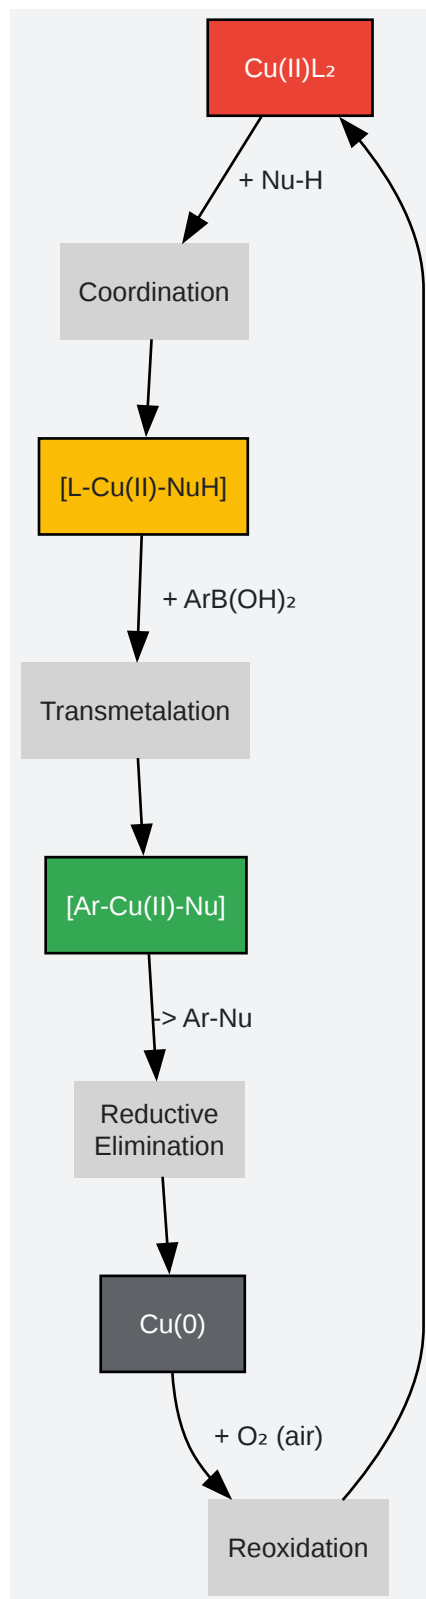 Cu(II)L₂
+ Nu-H
Coordination
[L-Cu(II)-NuH]
+ ArB(OH)₂
Transmetalation
[Ar-Cu(II)-Nu]
-> Ar-Nu
Reductive
Elimination
Cu(0)
+ O₂ (air)
Reoxidation